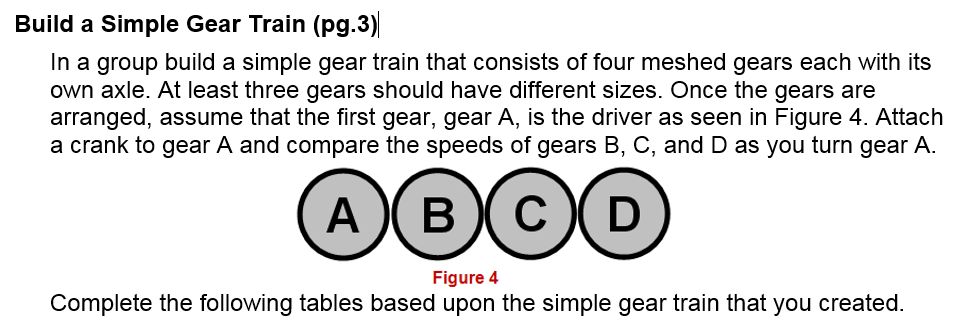 Build a Simple Gear Train (pg.3)
In a group build a simple gear train that consists of four meshed gears each with its
own axle. At least three gears should have different sizes. Once the gears are
arranged, assume that the first gear, gear A, is the driver as seen in Figure 4. Attach
a crank to gear A and compare the speeds of gears B, C, and D as you turn gear A.
A B C D
Figure 4
Complete the following tables based upon the simple gear train that you created.